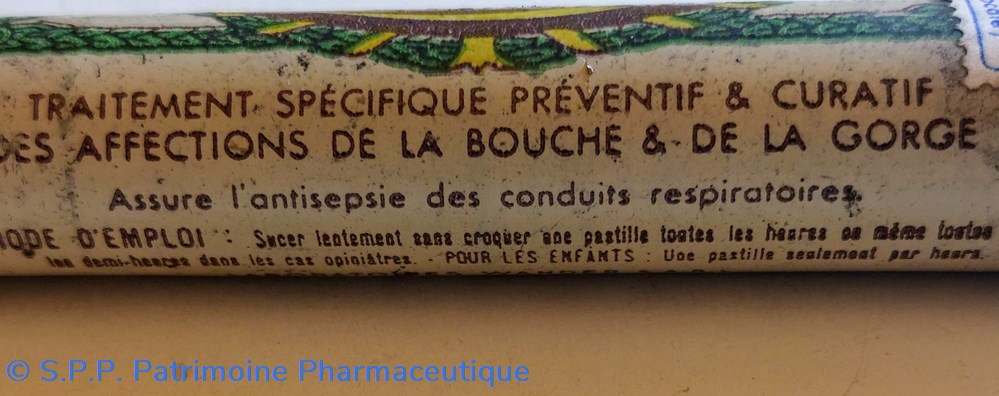 TRAITEMENT SPÉCIFIQUE PRÉVENTIF & CURATIF
DES AFFECTIONS DE LA BOUCHE & DE LA GORGE
Assure l'antisepsie des conduits respiratoires.
MODE D'EMPLOI : Sucer lentement sans croquer une pastille toutes les heures ou même toutes
les demi-heures dans les cas opiniâtres. - POUR LES ENFANTS : Une pastille seulement par heure.
© S.P.P. Patrimoine Pharmaceutique